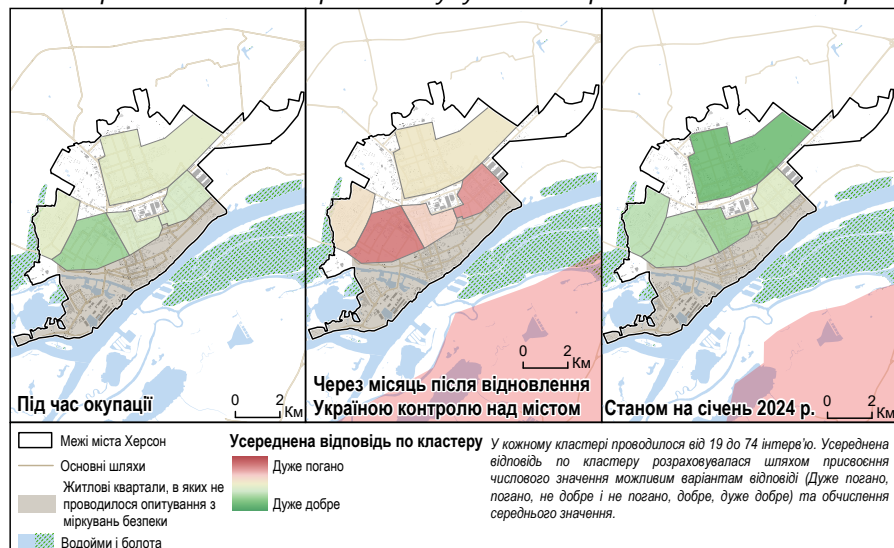 Під час окупації
0 2
Км
Через місяць після відновлення
Україною контролю над містом
0 2
Км
Станом на січень 2024 р.
0 2
Км
Межі міста Херсон
Основні шляхи
Житлові квартали, в яких не
проводилося опитування з
міркувань безпеки
Водойми і болота
Усереднена відповідь по кластеру
Дуже погано
Дуже добре
У кожному кластері проводилося від 19 до 74 інтерв'ю. Усереднена
відповідь по кластеру розраховувалася шляхом присвоєння
числового значення можливим варіантам відповіді (Дуже погано,
погано, не добре і не погано, добре, дуже добре) та обчислення
середнього значення.